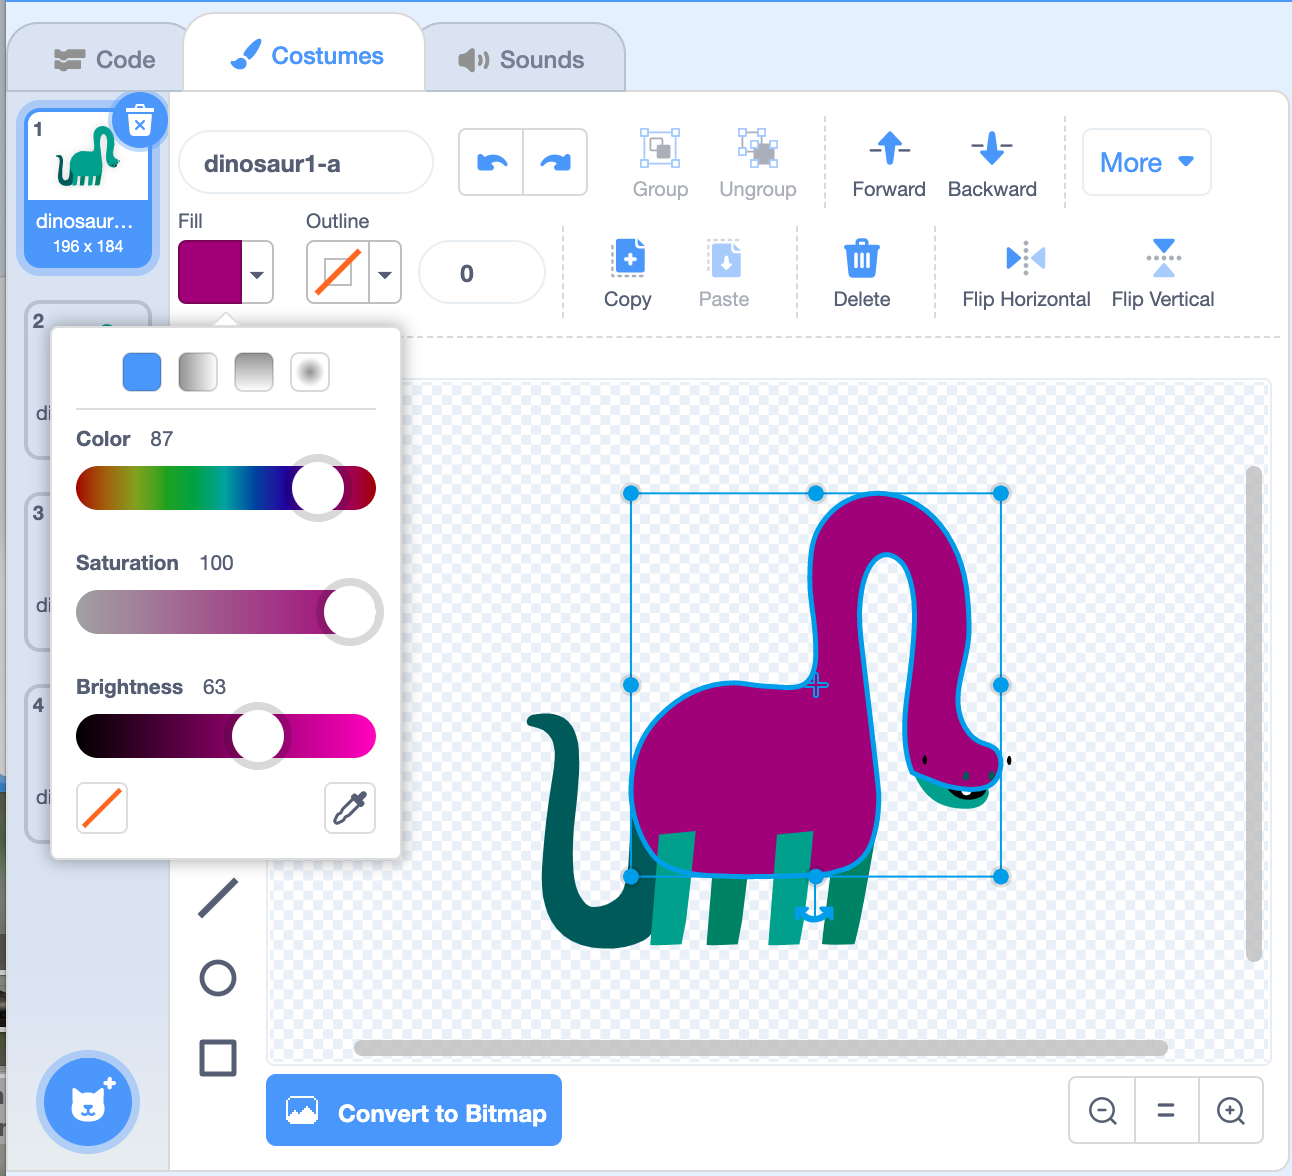 Code
Costumes
Sounds
1
dinosaur...
196 x 184
2
di
3
di
4
di
dinosaur1-a
Group
Ungroup
Forward
Backward
More
Fill
Outline
0
Copy
Paste
Delete
Flip Horizontal
Flip Vertical
Color 87
Saturation 100
Brightness 63
Convert to Bitmap